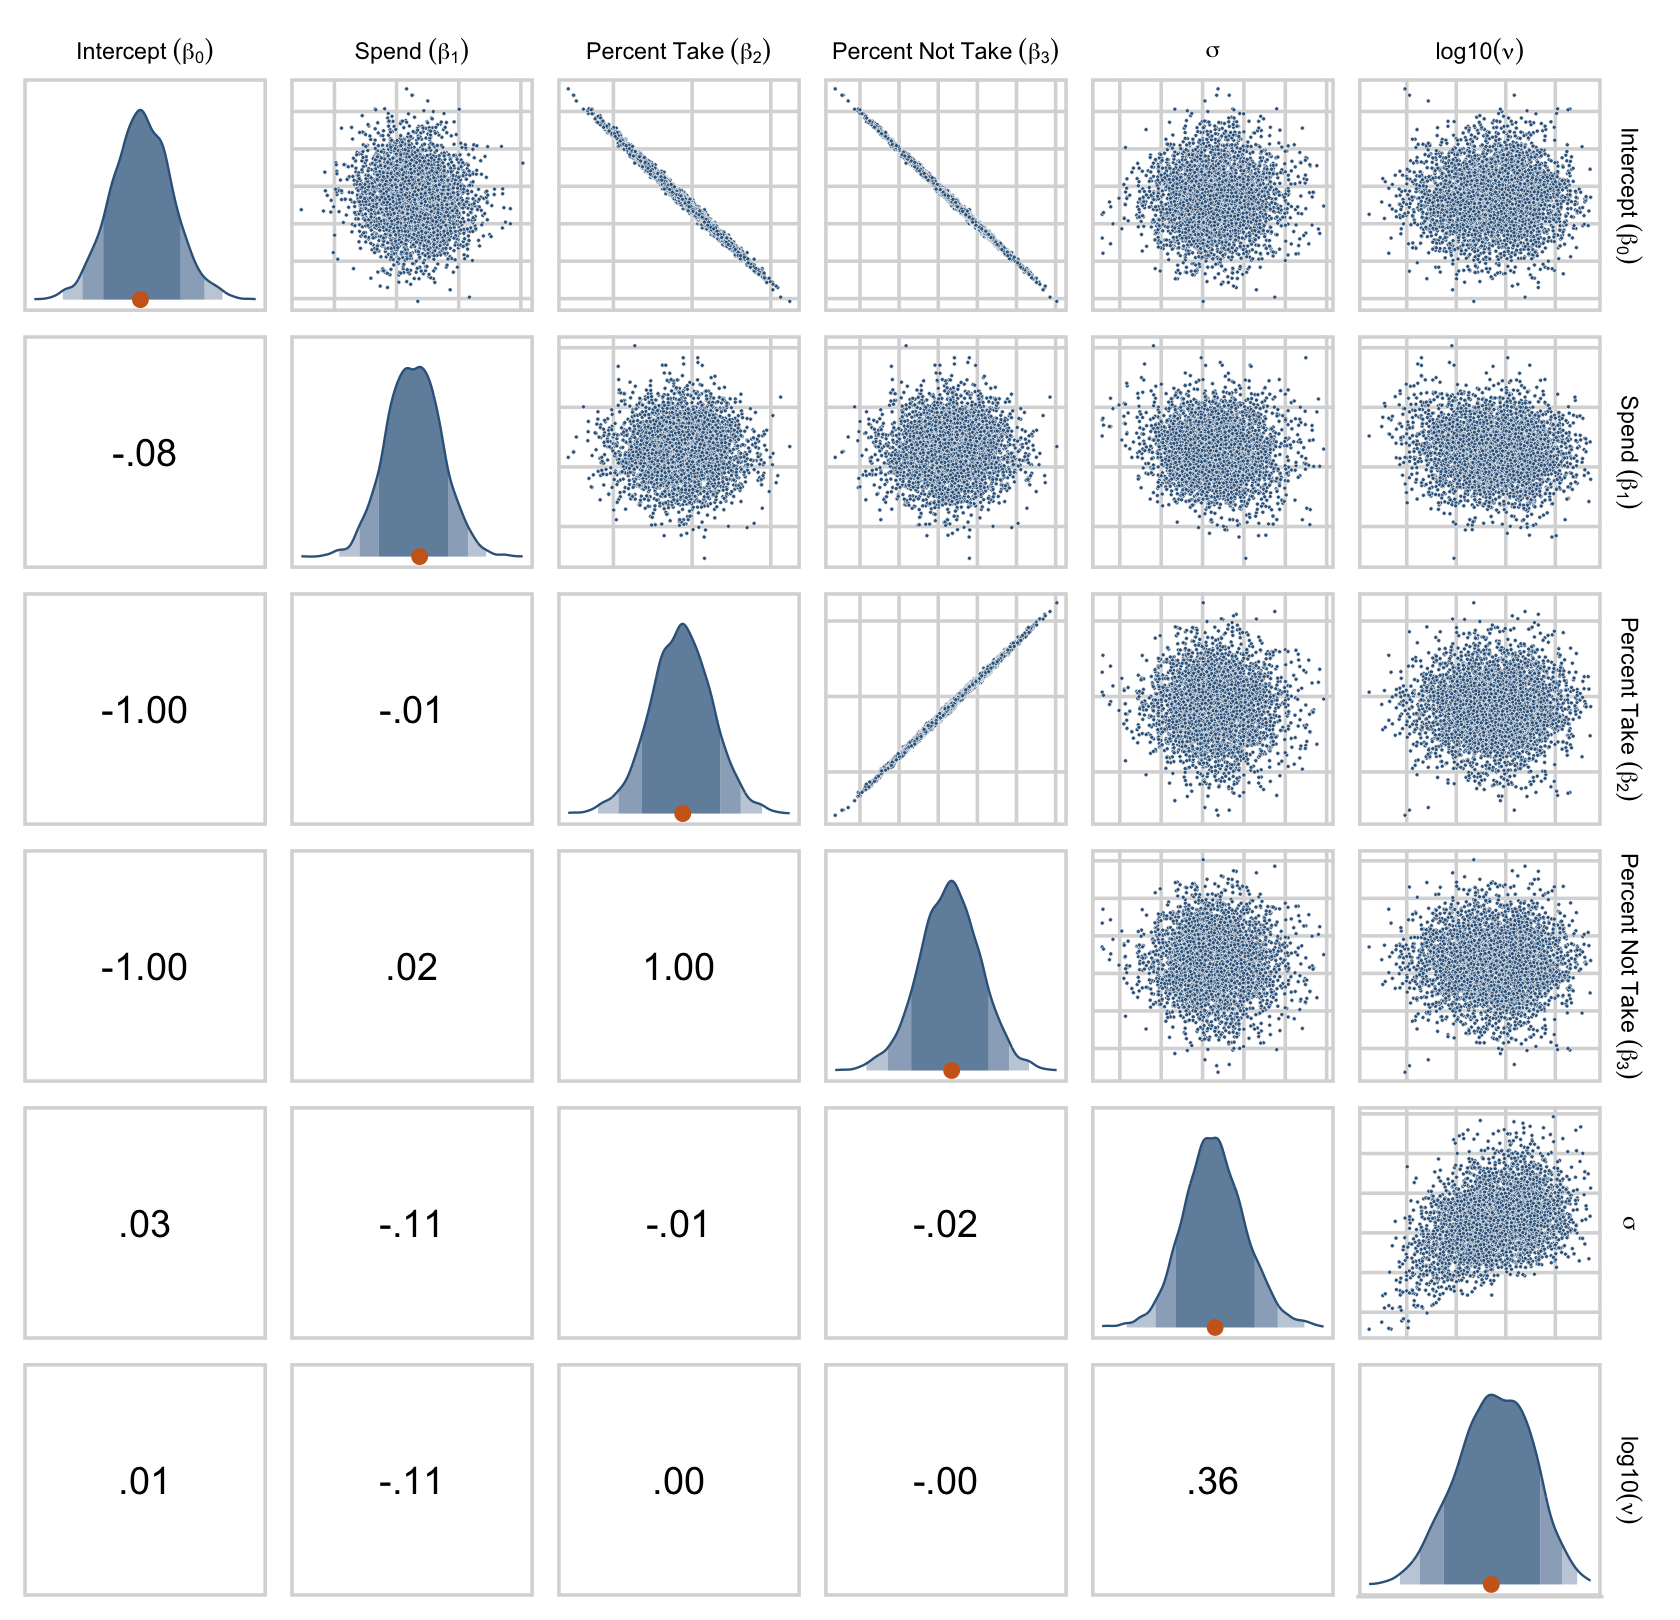 Intercept (β₀) Spend (β₁) Percent Take (β₂) Percent Not Take (β₃) σ log10(ν)
Intercept (β₀)
-.08
Spend (β₁)
-1.00 -.01
Percent Take (β₂)
-1.00 .02 1.00
Percent Not Take (β₃)
.03 -.11 -.01 -.02
σ
.01 -.11 .00 -.00 .36
log10(ν)